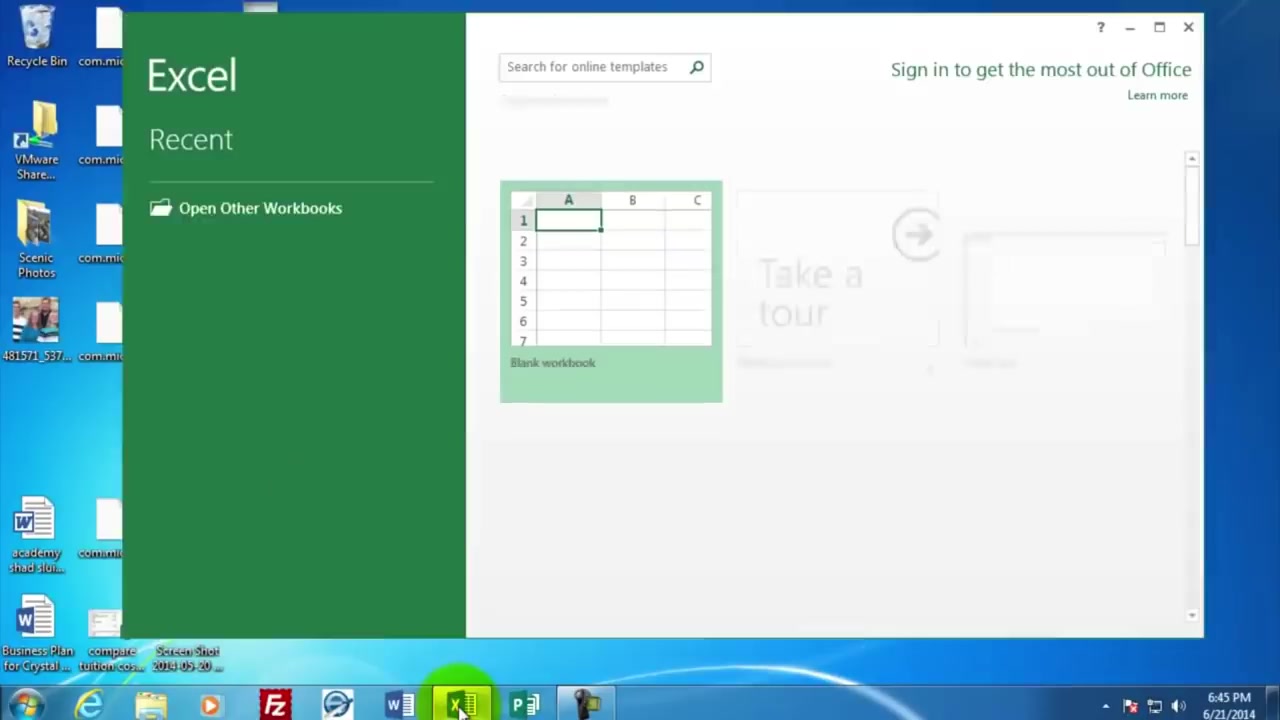 Recycle Bin
com.mic
VMware
Share...
com.mic
Scenic
Photos
com.mic
481571_537...
com.mic
academy
shad slui...
com.mic
Business Plan
for Crystal ...
compare
tuition cos...
Screen Shot
2014-05-20 ...
Excel
Recent
Open Other Workbooks
Search for online templates
?
Sign in to get the most out of Office
Learn more
A B C
1
2
3
4
5
6
7
Blank workbook
Take a
tour
Fz
W
X
P
6:45 PM
6/21/2014